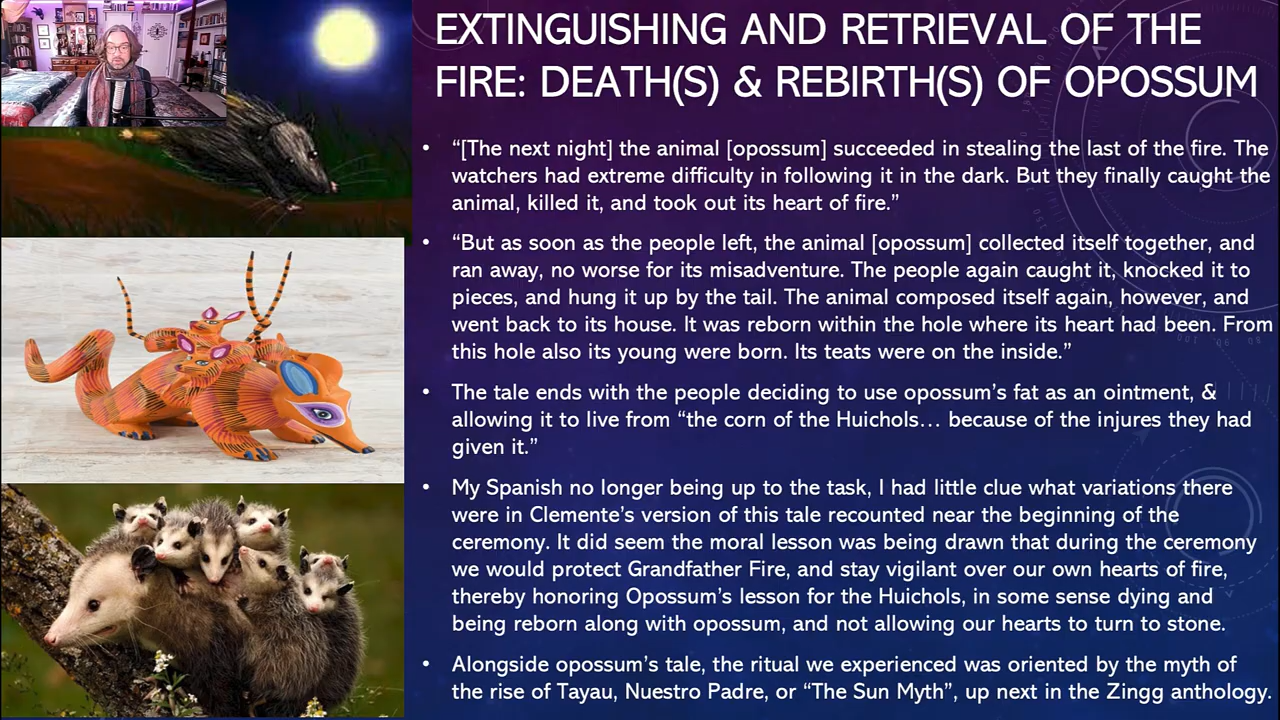 EXTINGUISHING AND RETRIEVAL OF THE
FIRE: DEATH(S) & REBIRTH(S) OF OPOSSUM
• “[The next night] the animal [opossum] succeeded in stealing the last of the fire. The
watchers had extreme difficulty in following it in the dark. But they finally caught the
animal, killed it, and took out its heart of fire.”
• “But as soon as the people left, the animal [opossum] collected itself together, and
ran away, no worse for its misadventure. The people again caught it, knocked it to
pieces, and hung it up by the tail. The animal composed itself again, however, and
went back to its house. It was reborn within the hole where its heart had been. From
this hole also its young were born. Its teats were on the inside.”
• The tale ends with the people deciding to use opossum’s fat as an ointment, &
allowing it to live from “the corn of the Huichols… because of the injures they had
given it.”
• My Spanish no longer being up to the task, I had little clue what variations there
were in Clemente’s version of this tale recounted near the beginning of the
ceremony. It did seem the moral lesson was being drawn that during the ceremony
we would protect Grandfather Fire, and stay vigilant over our own hearts of fire,
thereby honoring Opossum’s lesson for the Huichols, in some sense dying and
being reborn along with opossum, and not allowing our hearts to turn to stone.
• Alongside opossum’s tale, the ritual we experienced was oriented by the myth of
the rise of Tayau, Nuestro Padre, or “The Sun Myth”, up next in the Zingg anthology.